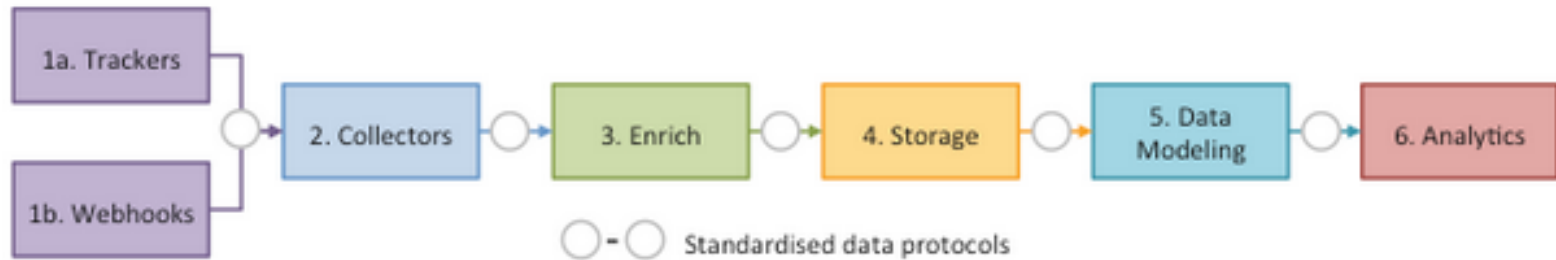 1a. Trackers
1b. Webhooks
2. Collectors
3. Enrich
4. Storage
5. Data
Modeling
6. Analytics
- Standardised data protocols